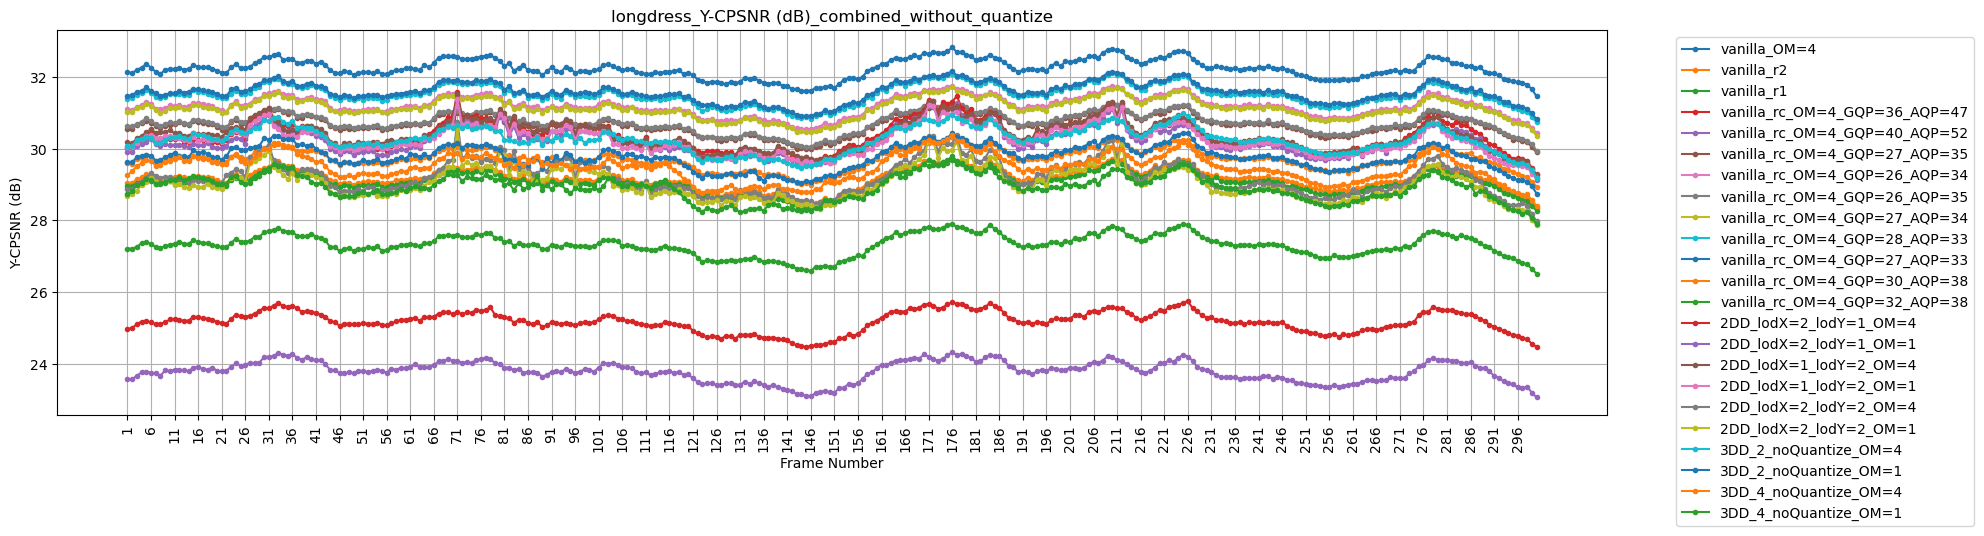 longdress_Y-CPSNR (dB)_combined_without_quantize
Y-CPSNR (dB)
32
30
28
26
24
1 6 11 16 21 26 31 36 41 46 51 56 61 66 71 76 81 86 91 96 101 106 111 116 121 126 131 136 141 146 151 156 161 166 171 176 181 186 191 196 201 206 211 216 221 226 231 236 241 246 251 256 261 266 271 276 281 286 291 296
Frame Number
vanilla_OM=4
vanilla_r2
vanilla_r1
vanilla_rc_OM=4_GQP=36_AQP=47
vanilla_rc_OM=4_GQP=40_AQP=52
vanilla_rc_OM=4_GQP=27_AQP=35
vanilla_rc_OM=4_GQP=26_AQP=34
vanilla_rc_OM=4_GQP=26_AQP=35
vanilla_rc_OM=4_GQP=27_AQP=34
vanilla_rc_OM=4_GQP=28_AQP=33
vanilla_rc_OM=4_GQP=27_AQP=33
vanilla_rc_OM=4_GQP=30_AQP=38
vanilla_rc_OM=4_GQP=32_AQP=38
2DD_lodX=2_lodY=1_OM=4
2DD_lodX=2_lodY=1_OM=1
2DD_lodX=1_lodY=2_OM=4
2DD_lodX=1_lodY=2_OM=1
2DD_lodX=2_lodY=2_OM=4
2DD_lodX=2_lodY=2_OM=1
3DD_2_noQuantize_OM=4
3DD_2_noQuantize_OM=1
3DD_4_noQuantize_OM=4
3DD_4_noQuantize_OM=1